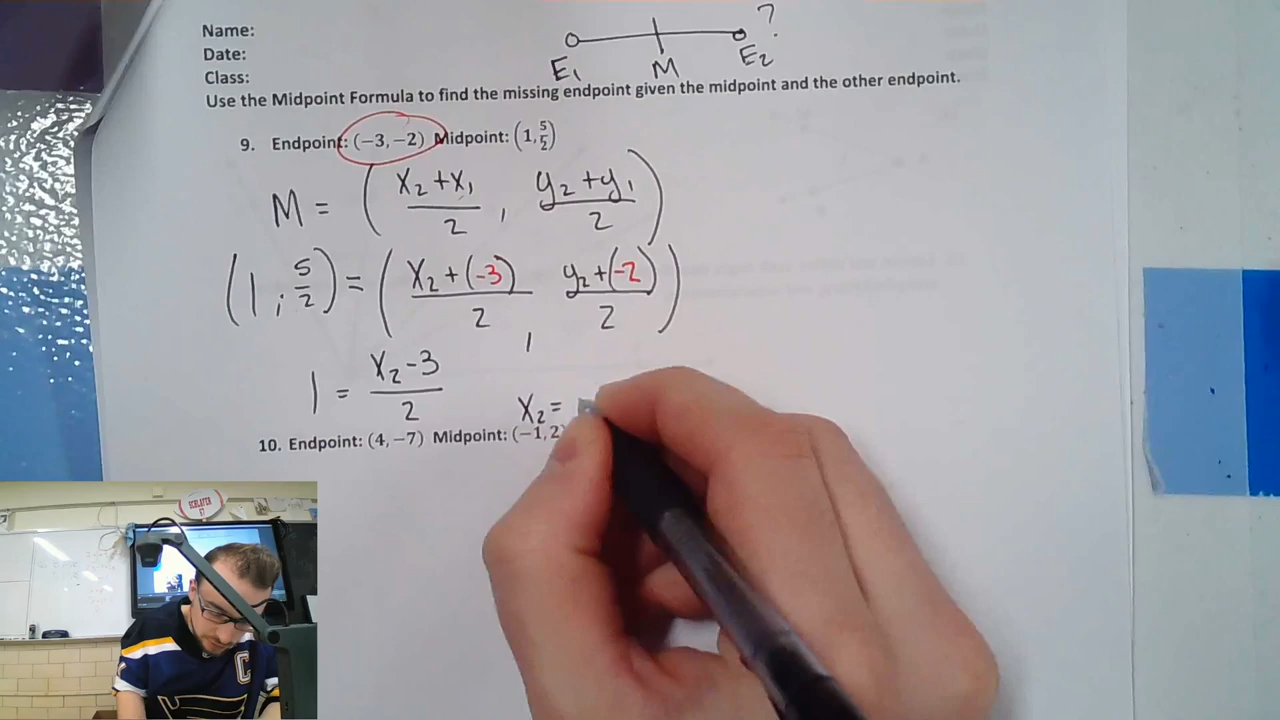 Name:
Date:
Class:
?
E₁ M E₂
Use the Midpoint Formula to find the missing endpoint given the midpoint and the other endpoint.
9. Endpoint: (−3,−2) Midpoint: (1, 5/2)
M = ( (x₂+x₁)/2 , (y₂+y₁)/2 )
(1, 5/2) = ( (x₂+(-3))/2 , (y₂+(-2))/2 )
1 = (x₂-3)/2 x₂ =
10. Endpoint: (4,−7) Midpoint: (−1,2
SCHLAFER
C